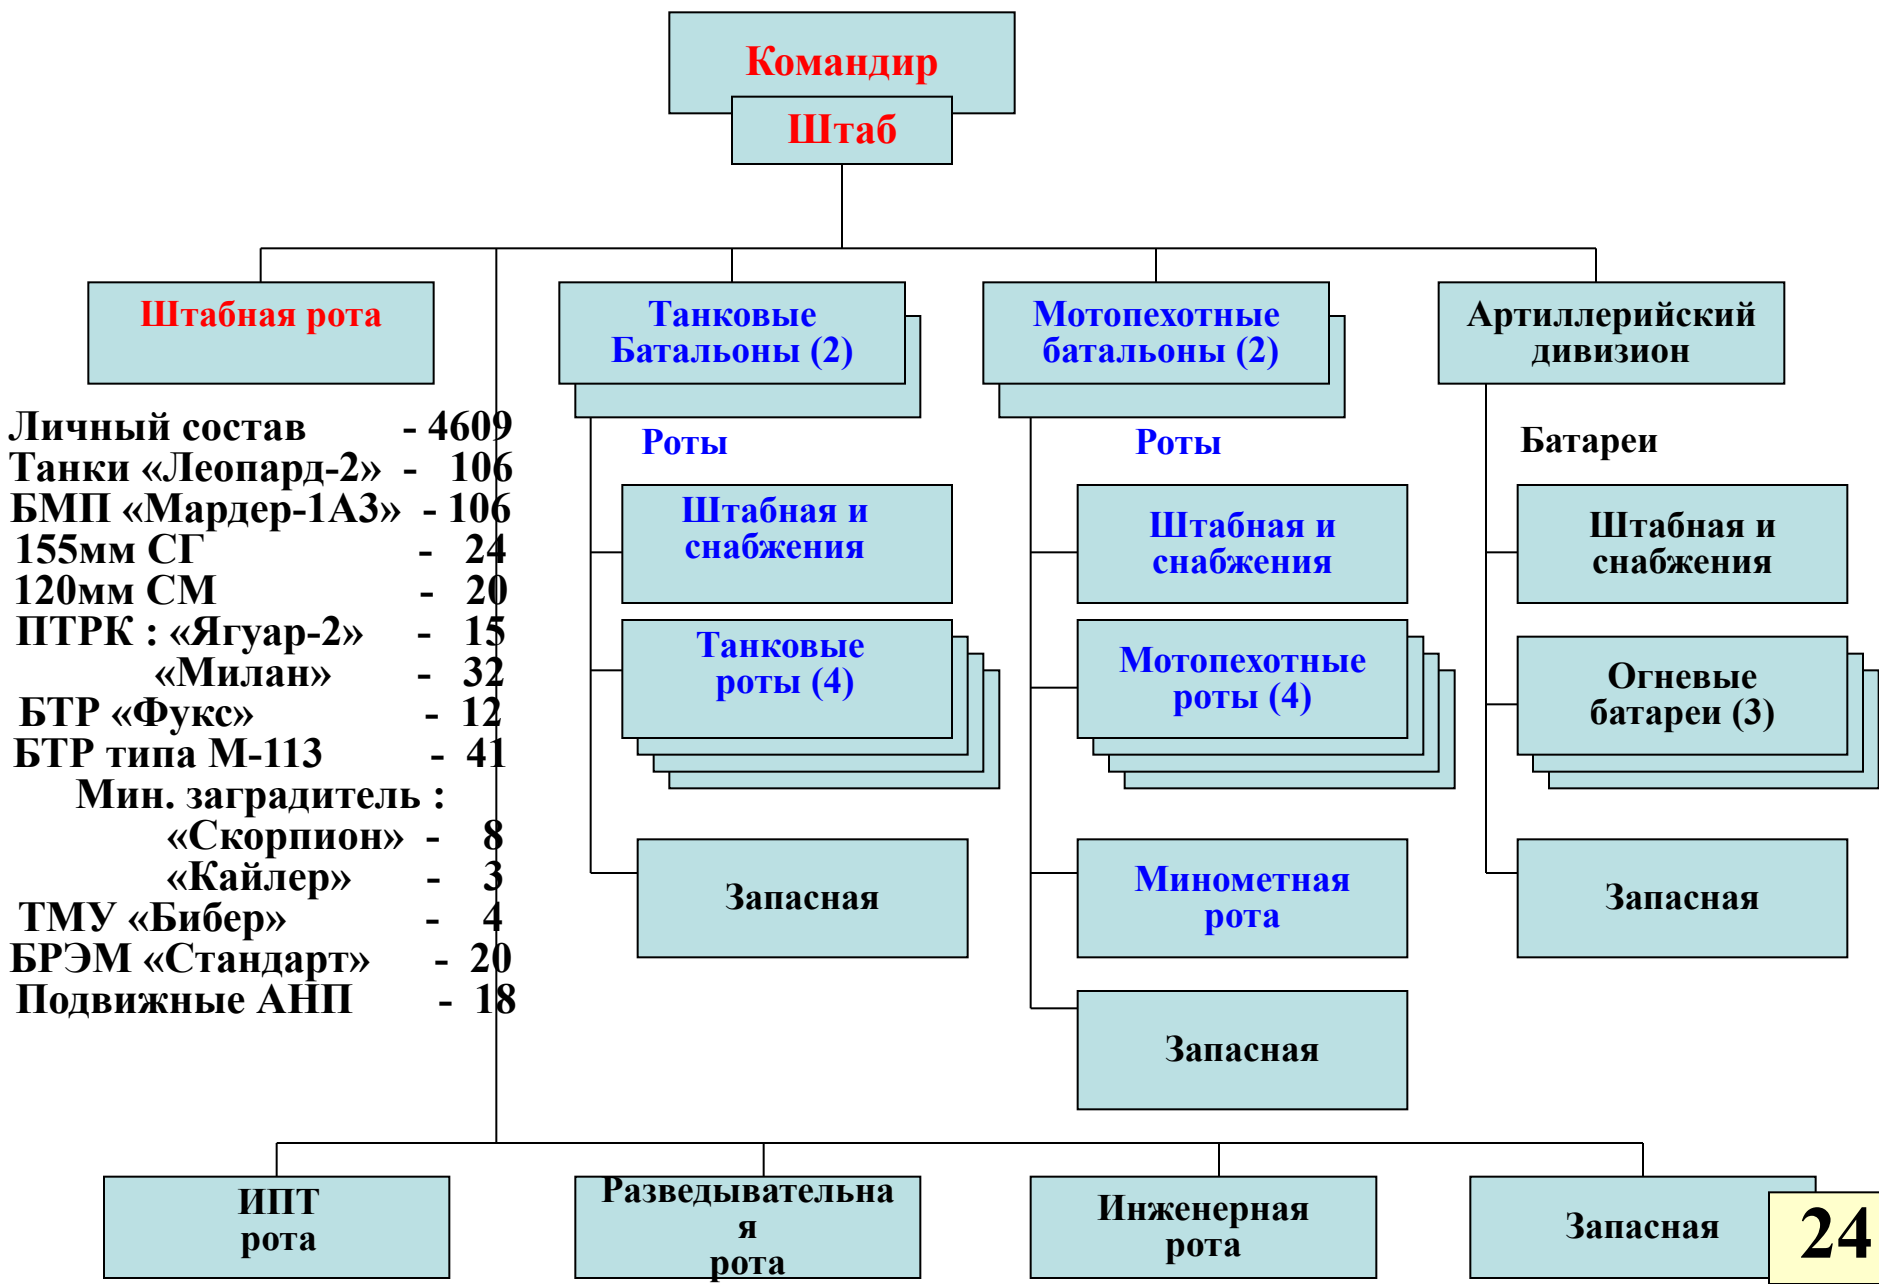 Командир
Штаб
Штабная рота
Танковые
Батальоны (2)
Мотопехотные
батальоны (2)
Артиллерийский
дивизион
Личный состав - 4609
Танки «Леопард-2» - 106
БМП «Мардер-1А3» - 106
155мм СГ - 24
120мм СМ - 20
ПТРК : «Ягуар-2» - 15
«Милан» - 32
БТР «Фукс» - 12
БТР типа М-113 - 41
Мин. заградитель :
«Скорпион» - 8
«Кайлер» - 3
ТМУ «Бибер» - 4
БРЭМ «Стандарт» - 20
Подвижные АНП - 18
Роты
Штабная и
снабжения
Танковые
роты (4)
Запасная
Роты
Штабная и
снабжения
Мотопехотные
роты (4)
Минометная
рота
Запасная
Батареи
Штабная и
снабжения
Огневые
батареи (3)
Запасная
ИПТ
рота
Разведывательна
я
рота
Инженерная
рота
Запасная
24